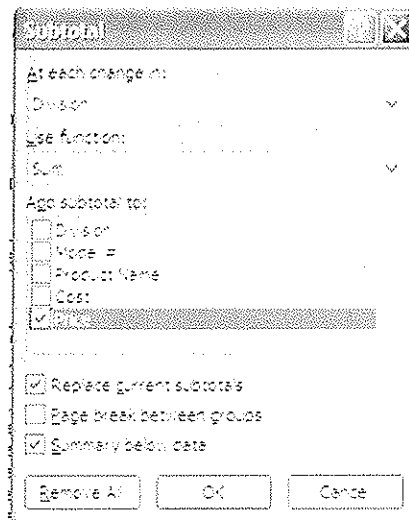 Subtotal
At each change in:
Division
Use function:
Sum
Add subtotal to:
Division
Model #
Product Name
Cost
Replace current subtotals
Page break between groups
Summary below data
Remove All
OK
Cancel